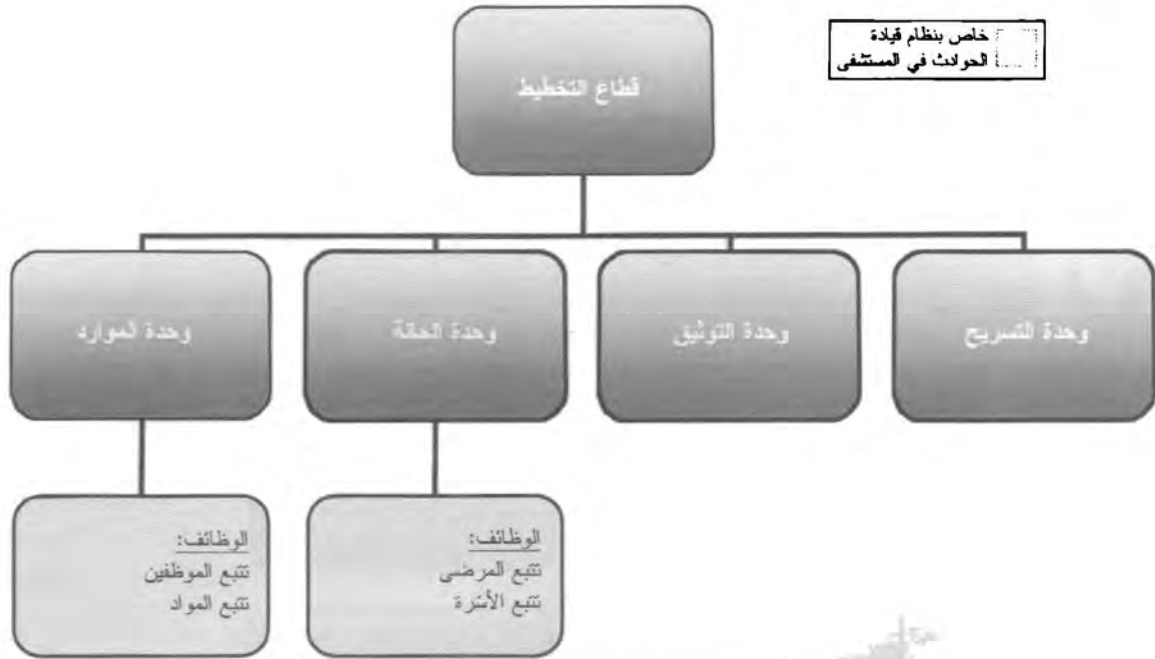 خاص بنظام قيادة
الحوادث في المستشفى
قطاع التخطيط
وحدة التسريح
وحدة التوثيق
وحدة الحالة
وحدة الموارد
الوظائف:
تتبع المرضى
تتبع الأسرة
الوظائف:
تتبع الموظفين
تتبع المواد